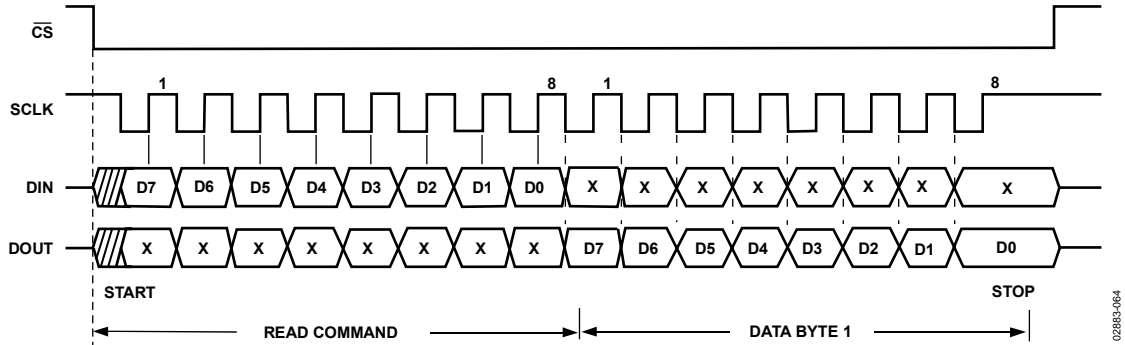 CS
1 8 1 8
SCLK
DIN D7 D6 D5 D4 D3 D2 D1 D0 X X X X X X X X
DOUT X X X X X X X X D7 D6 D5 D4 D3 D2 D1 D0
START STOP
READ COMMAND DATA BYTE 1
02883-064